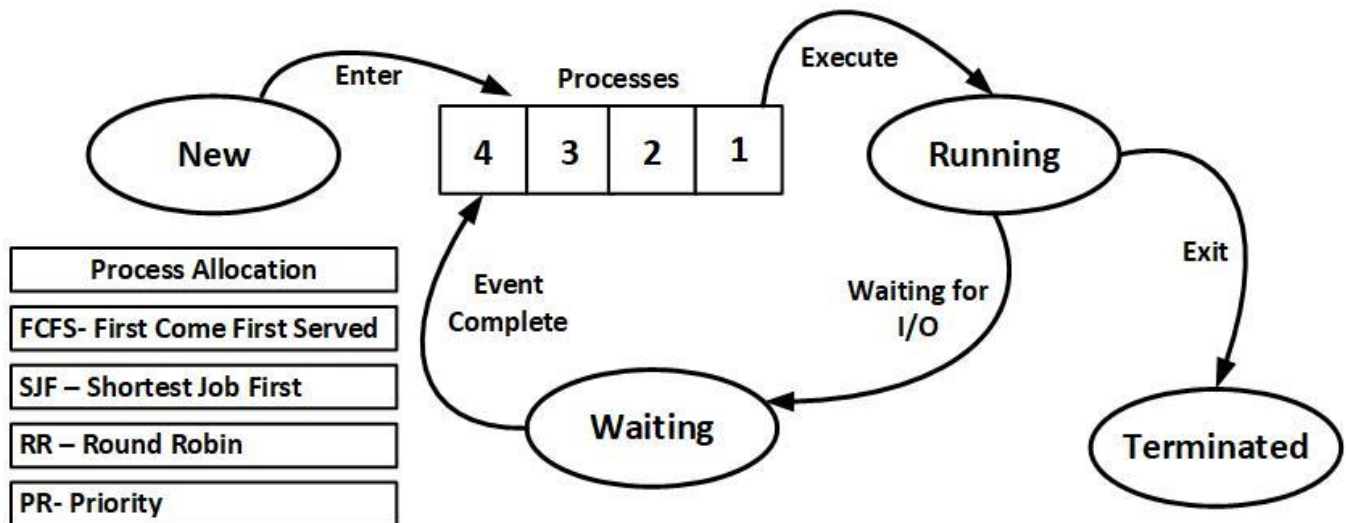 Enter
Processes
Execute
New
4 3 2 1
Running
Process Allocation
FCFS- First Come First Served
SJF – Shortest Job First
RR – Round Robin
PR- Priority
Event
Complete
Waiting for
I/O
Exit
Waiting
Terminated